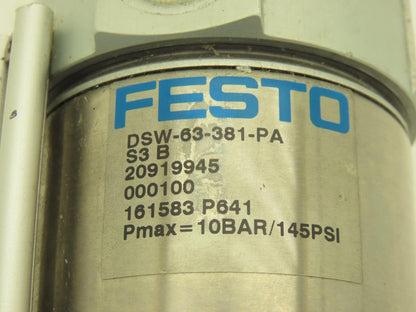 FESTO
DSW-63-381-PA
S3 B
20919945
000100
161583 P641
Pmax=10BAR/145PSI